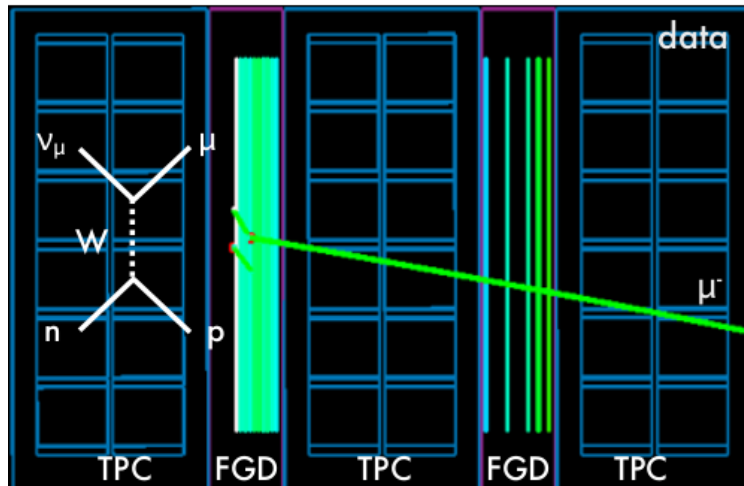 data
νμ μ
W
n p
μ-
TPC FGD TPC FGD TPC